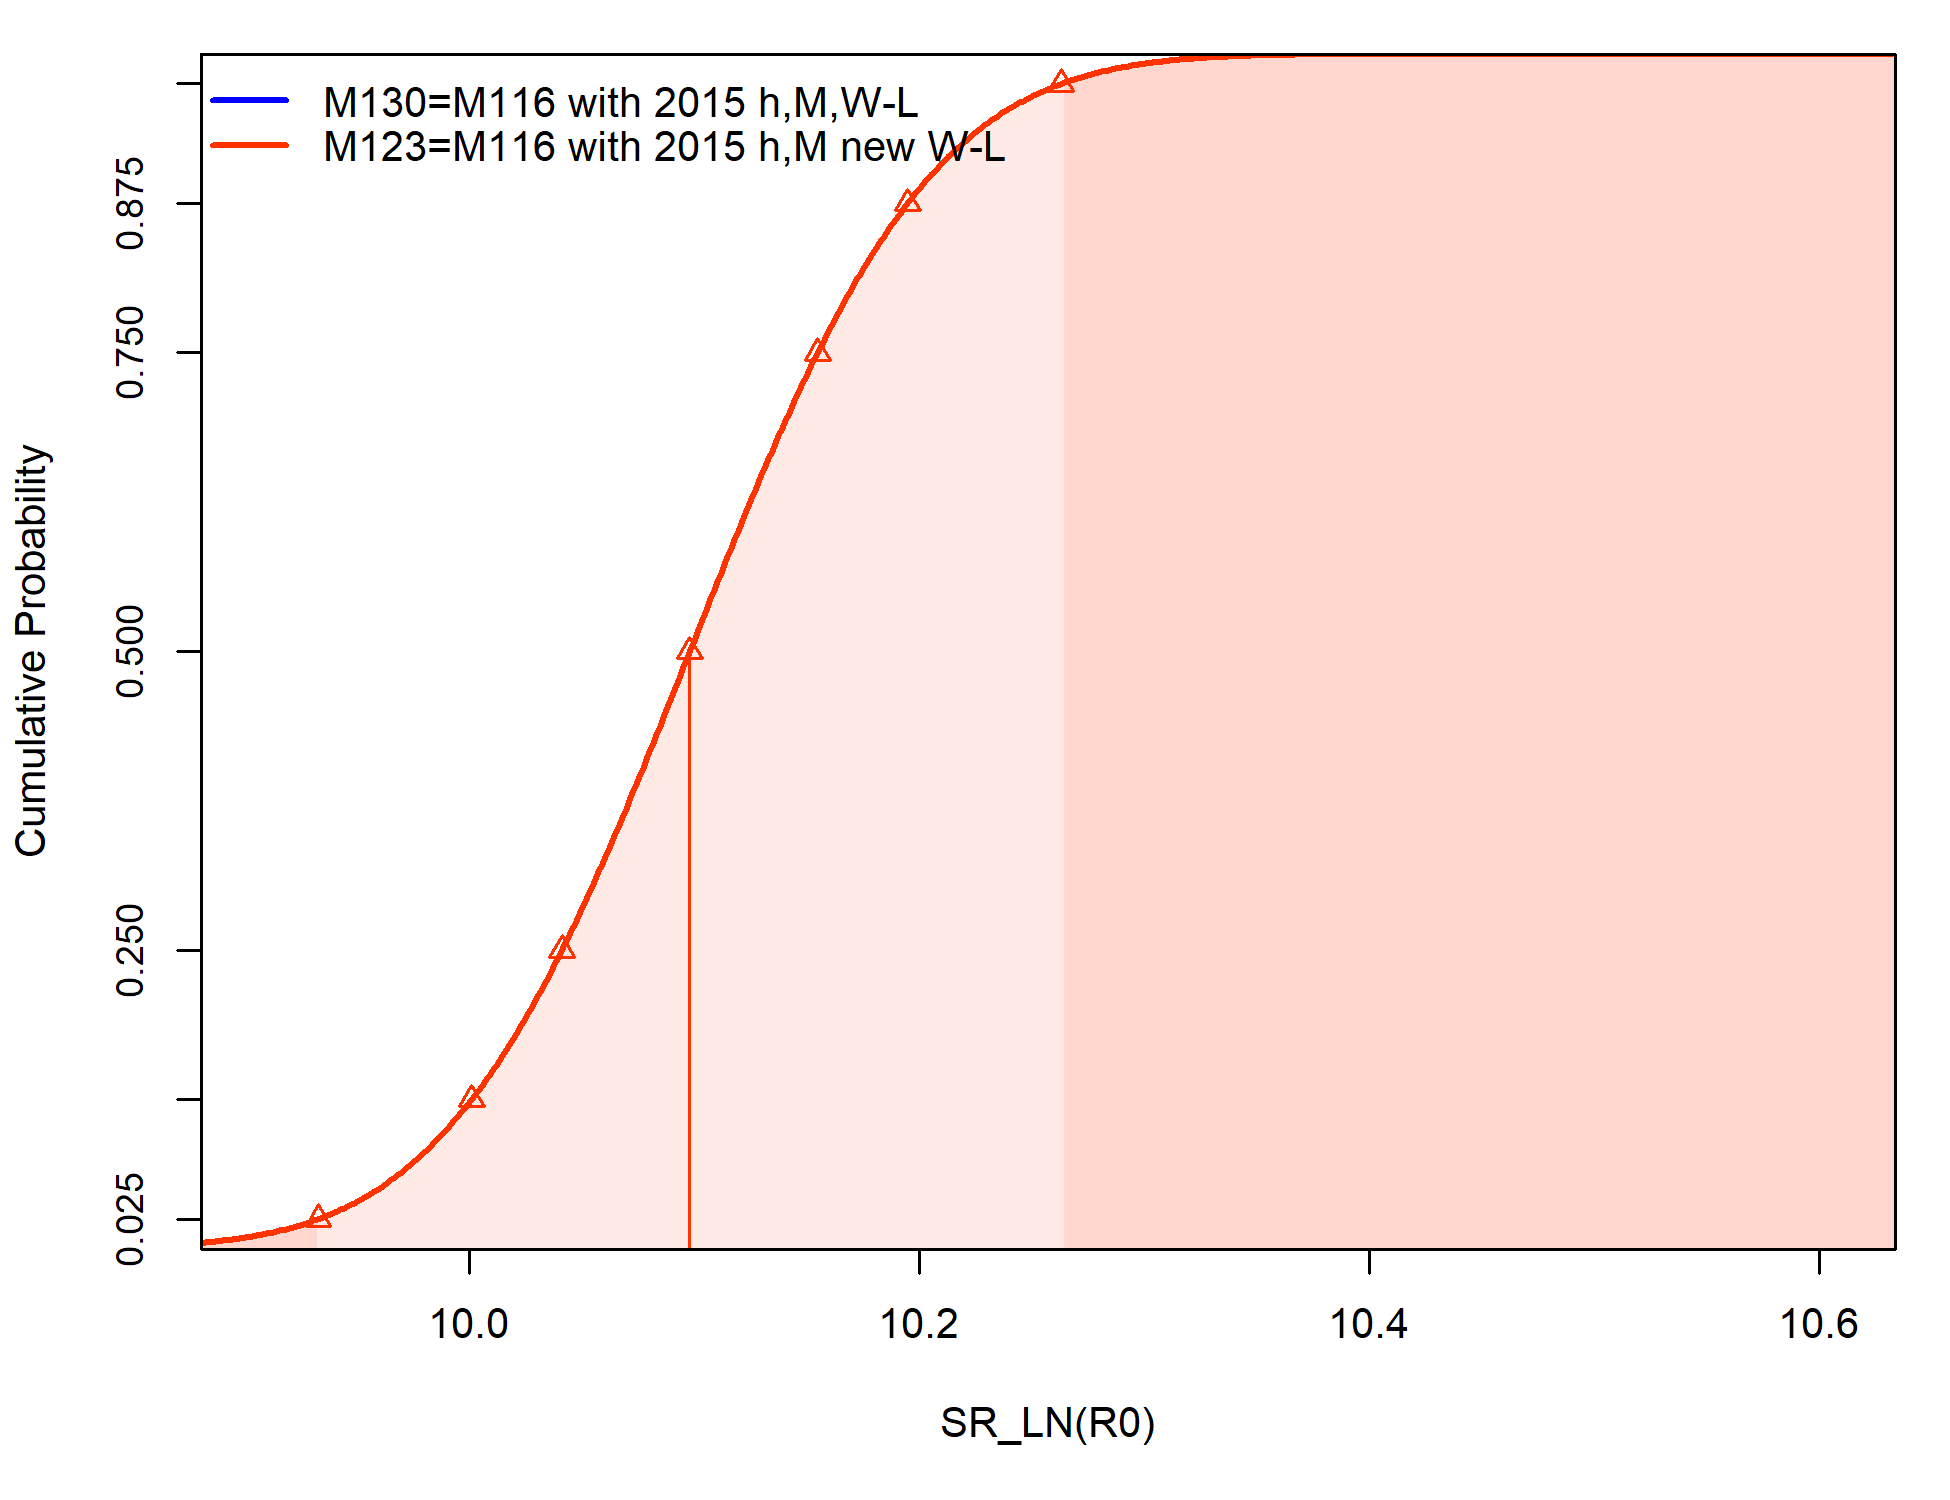 M130=M116 with 2015 h,M,W-L
M123=M116 with 2015 h,M new W-L
Cumulative Probability
0.875
0.750
0.500
0.250
0.025
10.0 10.2 10.4 10.6
SR_LN(R0)